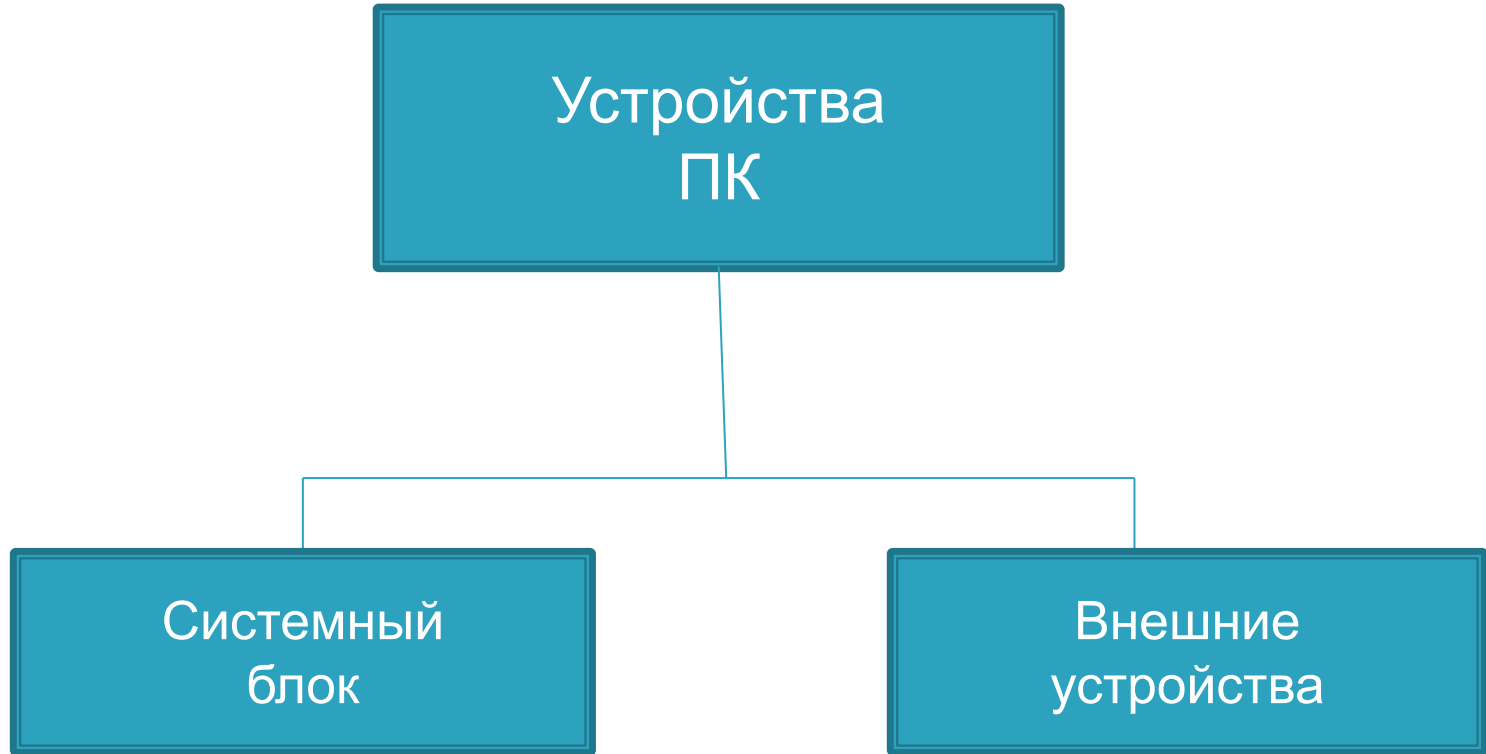 Устройства
ПК
Системный
блок
Внешние
устройства